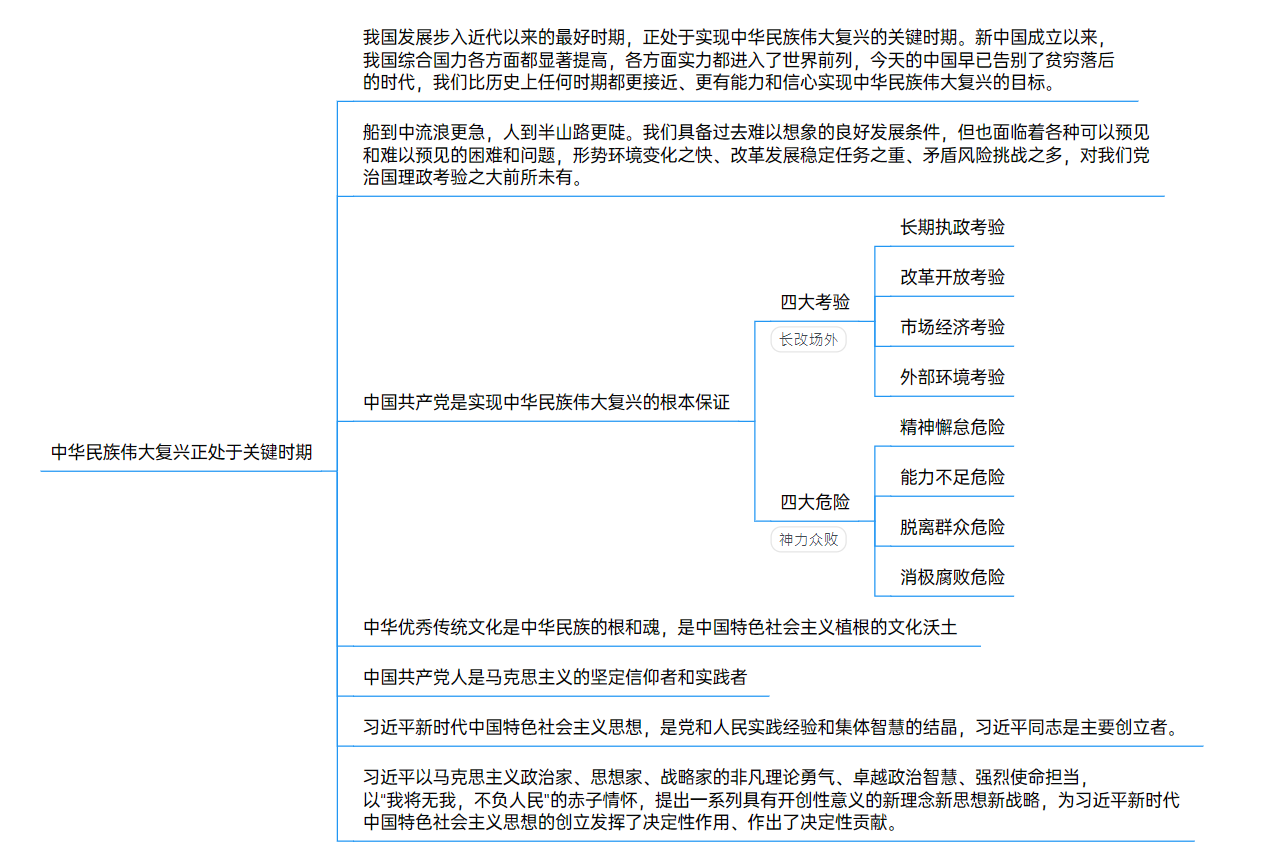 我国发展步入近代以来的最好时期，正处于实现中华民族伟大复兴的关键时期。新中国成立以来，
我国综合国力各方面都显著提高，各方面实力都进入了世界前列，今天的中国早已告别了贫穷落后
的时代，我们比历史上任何时期都更接近、更有能力和信心实现中华民族伟大复兴的目标。
船到中流浪更急，人到半山路更陡。我们具备过去难以想象的良好发展条件，但也面临着各种可以预见
和难以预见的困难和问题，形势环境变化之快、改革发展稳定任务之重、矛盾风险挑战之多，对我们党
治国理政考验之大前所未有。
长期执政考验
改革开放考验
四大考验
市场经济考验
长改场外
外部环境考验
中国共产党是实现中华民族伟大复兴的根本保证
精神懈怠危险
中华民族伟大复兴正处于关键时期
能力不足危险
四大危险
脱离群众危险
神力众败
消极腐败危险
中华优秀传统文化是中华民族的根和魂，是中国特色社会主义植根的文化沃土
中国共产党人是马克思主义的坚定信仰者和实践者
习近平新时代中国特色社会主义思想，是党和人民实践经验和集体智慧的结晶，习近平同志是主要创立者。
习近平以马克思主义政治家、思想家、战略家的非凡理论勇气、卓越政治智慧、强烈使命担当，
以"我将无我，不负人民"的赤子情怀，提出一系列具有开创性意义的新理念新思想新战略，为习近平新时代
中国特色社会主义思想的创立发挥了决定性作用、作出了决定性贡献。